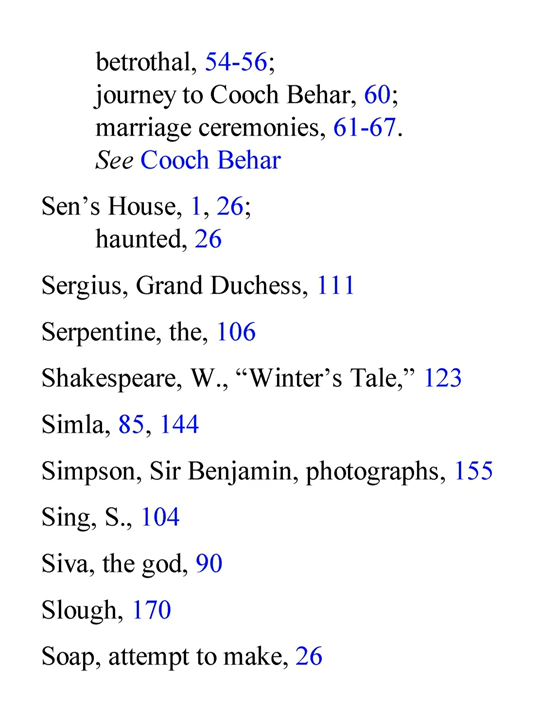 betrothal, 54-56;
journey to Cooch Behar, 60;
marriage ceremonies, 61-67.
See Cooch Behar
Sen’s House, 1, 26;
haunted, 26
Sergius, Grand Duchess, 111
Serpentine, the, 106
Shakespeare, W., “Winter’s Tale,” 123
Simla, 85, 144
Simpson, Sir Benjamin, photographs, 155
Sing, S., 104
Siva, the god, 90
Slough, 170
Soap, attempt to make, 26